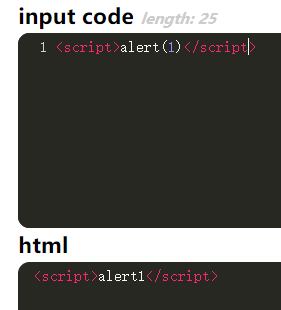 input code length: 25
1 <script>alert(1)</script>
html
<script>alert1</script>